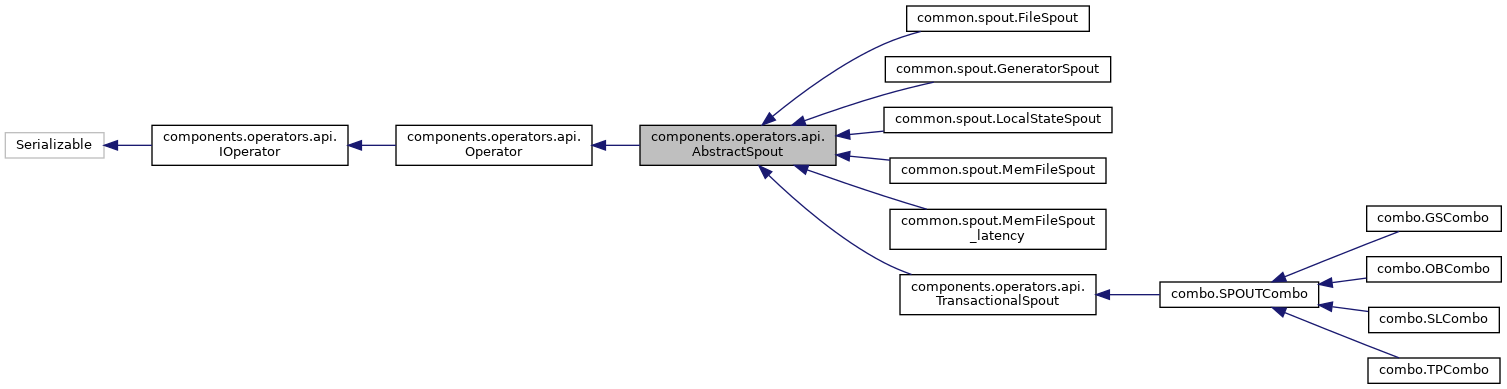 Serializable
components.operators.api.
IOperator
components.operators.api.
Operator
components.operators.api.
AbstractSpout
common.spout.FileSpout
common.spout.GeneratorSpout
common.spout.LocalStateSpout
common.spout.MemFileSpout
common.spout.MemFileSpout
_latency
components.operators.api.
TransactionalSpout
combo.SPOUTCombo
combo.GSCombo
combo.OBCombo
combo.SLCombo
combo.TPCombo